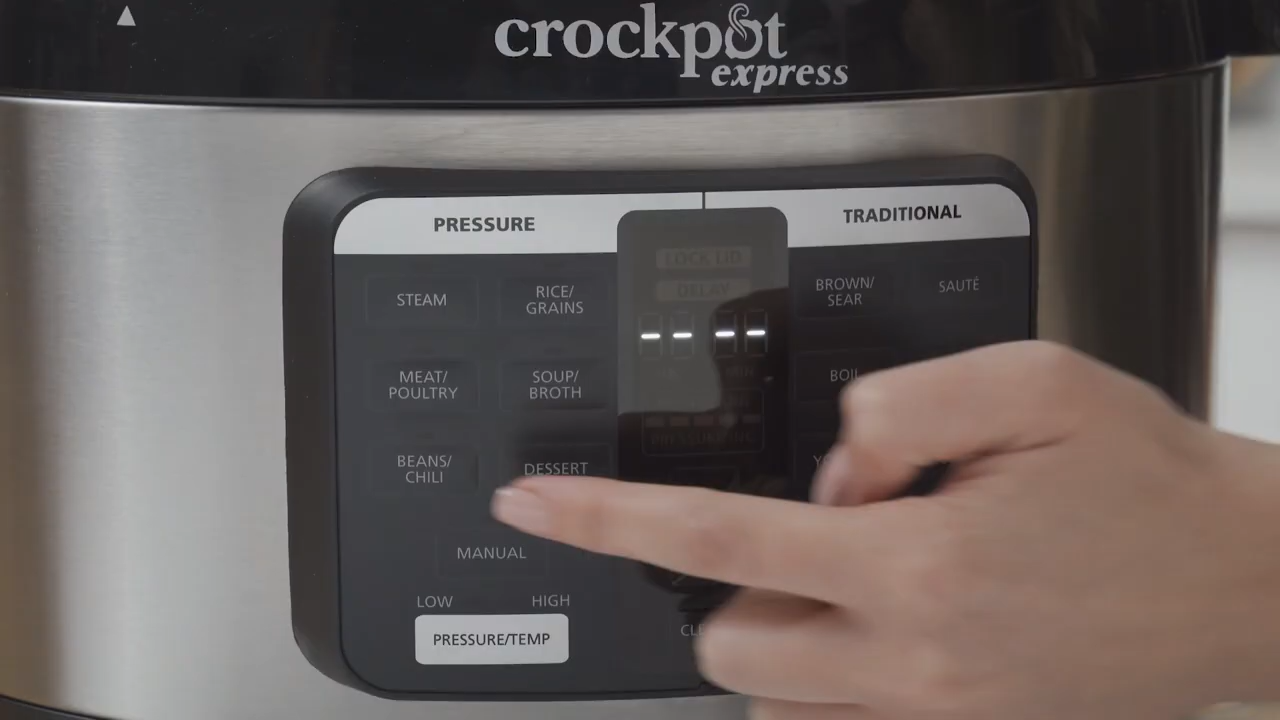 crockpot
express
PRESSURE
TRADITIONAL
LOCK LID
DELAY
STEAM
RICE/
GRAINS
BROWN/
SEAR
SAUTÉ
MEAT/
POULTRY
SOUP/
BROTH
BOIL
MIN
BEANS/
CHILI
DESSERT
MANUAL
LOW
HIGH
PRESSURE/TEMP